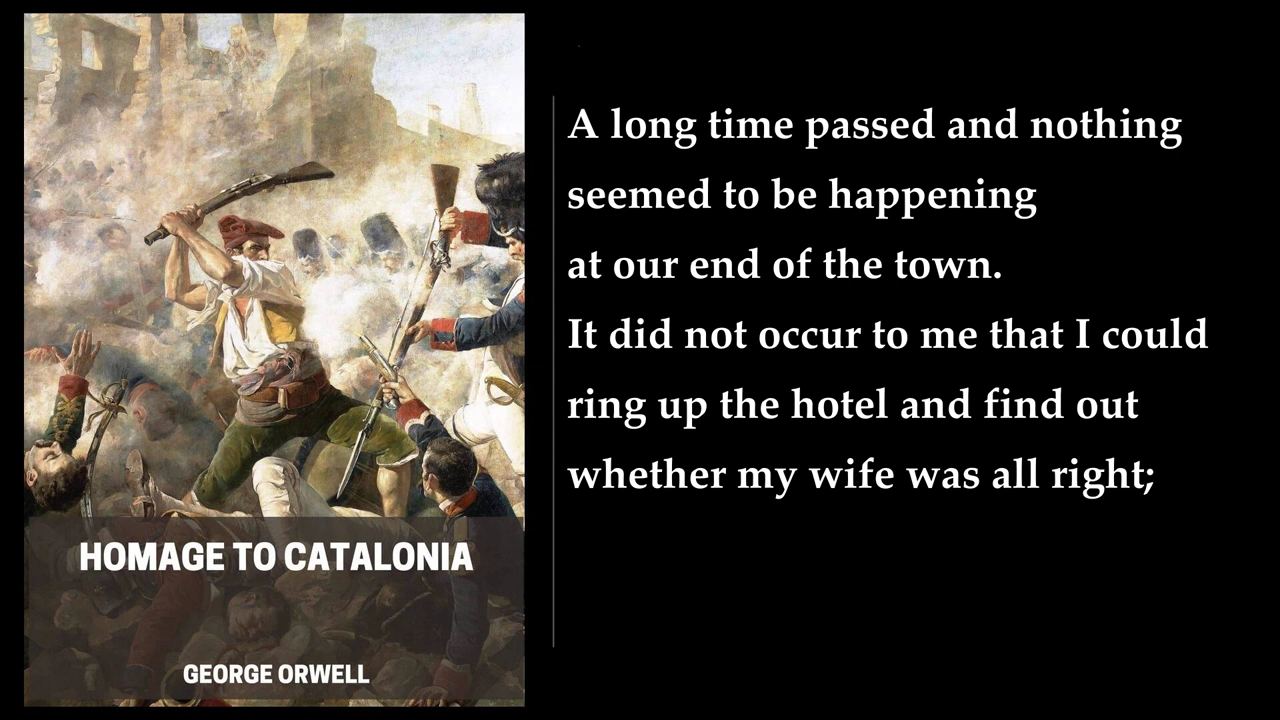 HOMAGE TO CATALONIA
GEORGE ORWELL
A long time passed and nothing
seemed to be happening
at our end of the town.
It did not occur to me that I could
ring up the hotel and find out
whether my wife was all right;